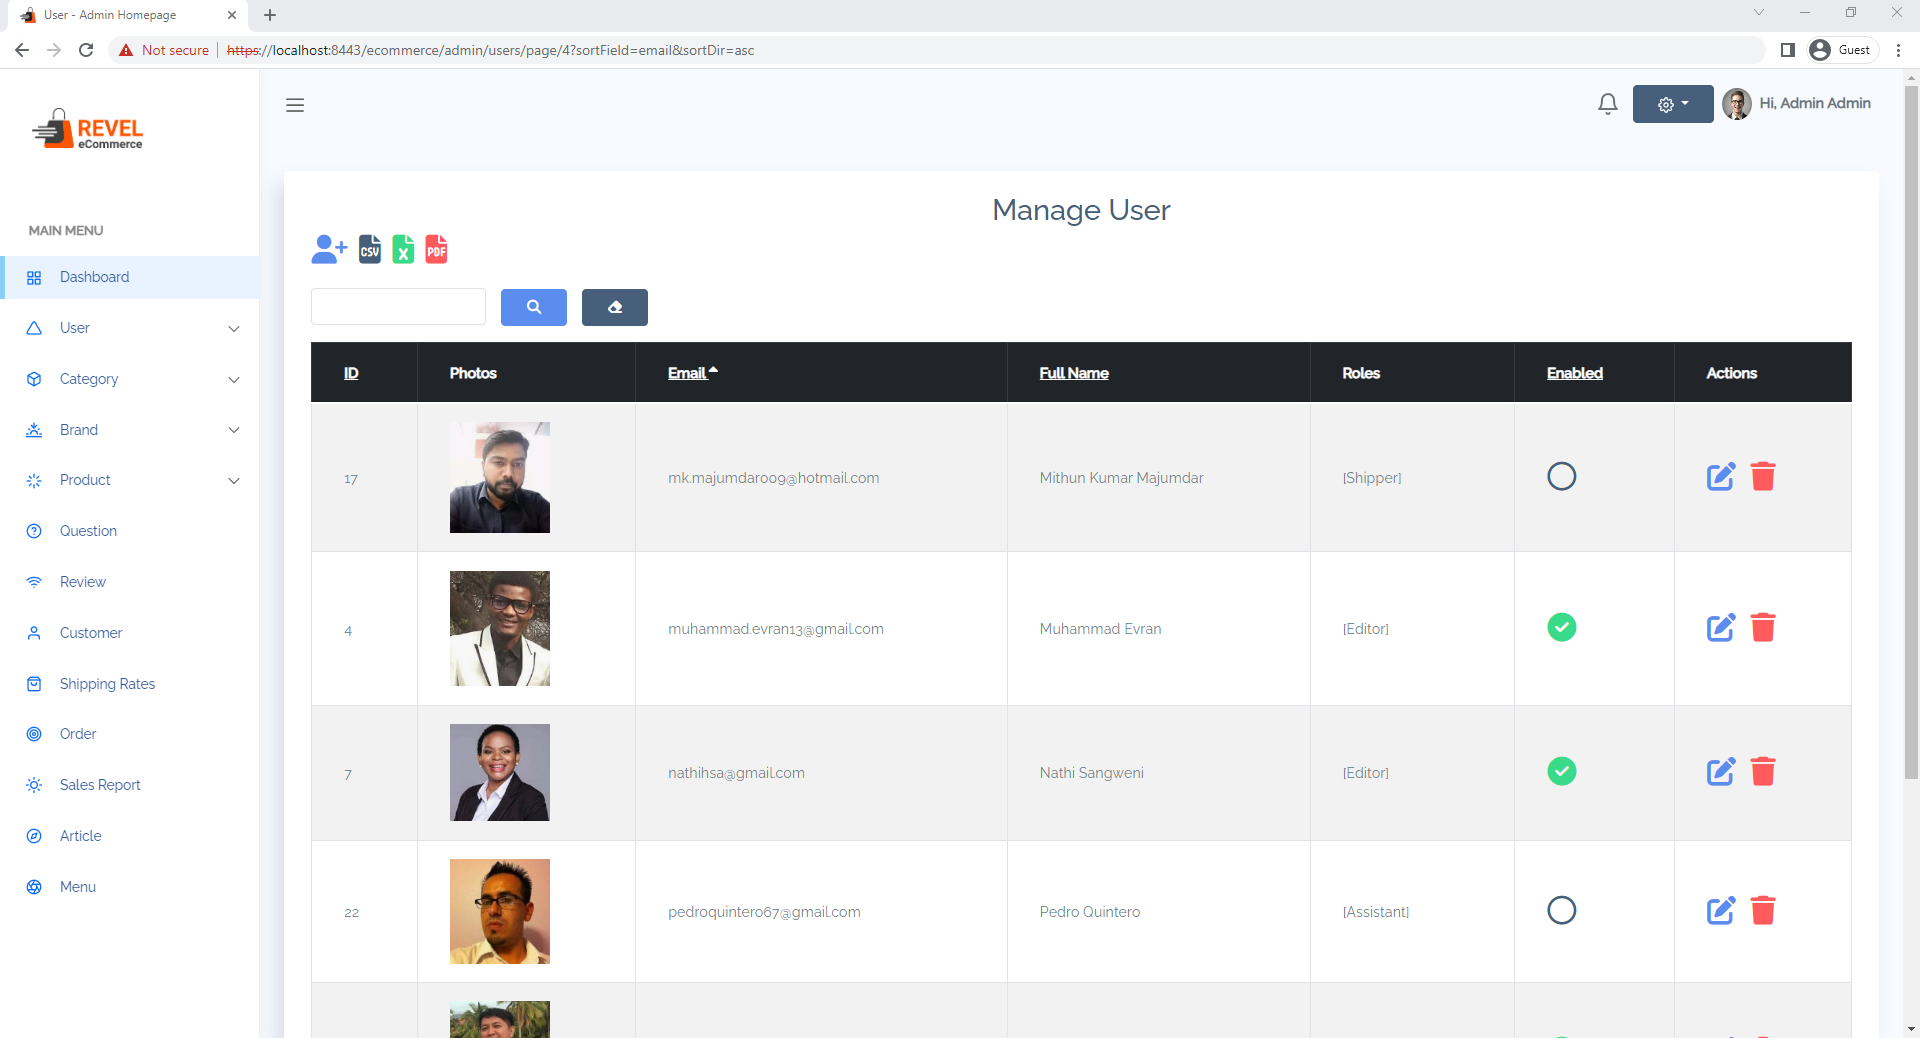 User - Admin Homepage
Not secure https://localhost:8443/ecommerce/admin/users/page/4?sortField=email&sortDir=asc Guest
Hi, Admin Admin
REVEL
eCommerce
MAIN MENU
Dashboard
User
Category
Brand
Product
Question
Review
Customer
Shipping Rates
Order
Sales Report
Article
Menu
Manage User
CSV X PDF
ID Photos Email Full Name Roles Enabled Actions
17 mk.majumdar009@hotmail.com Mithun Kumar Majumdar [Shipper]
4 muhammad.evran13@gmail.com Muhammad Evran [Editor]
7 nathihsa@gmail.com Nathi Sangweni [Editor]
22 pedroquintero67@gmail.com Pedro Quintero [Assistant]